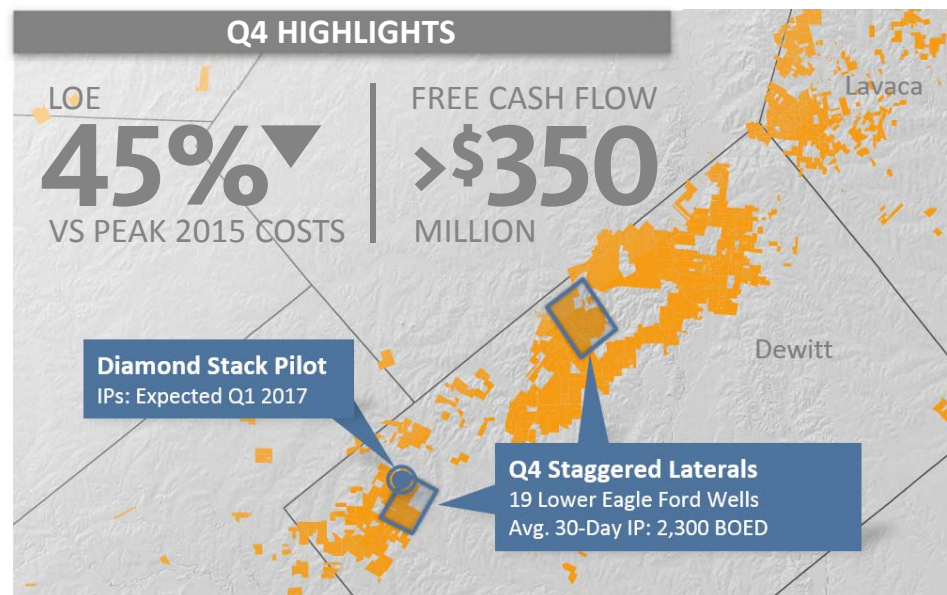 Q4 HIGHLIGHTS
LOE
45%
VS PEAK 2015 COSTS
FREE CASH FLOW
>$350
MILLION
Lavaca
Dewitt
Diamond Stack Pilot
IPs: Expected Q1 2017
Q4 Staggered Laterals
19 Lower Eagle Ford Wells
Avg. 30-Day IP: 2,300 BOED